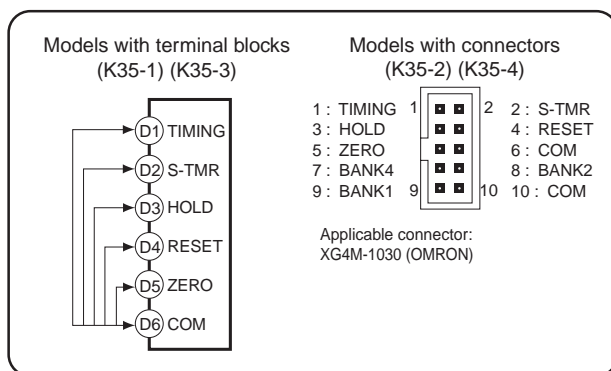 Models with terminal blocks
(K35-1) (K35-3)
D1 TIMING
D2 S-TMR
D3 HOLD
D4 RESET
D5 ZERO
D6 COM
Models with connectors
(K35-2) (K35-4)
1 : TIMING 1 2 2 : S-TMR
3 : HOLD 4 : RESET
5 : ZERO 6 : COM
7 : BANK4 8 : BANK2
9 : BANK1 9 10 10 : COM
Applicable connector:
XG4M-1030 (OMRON)